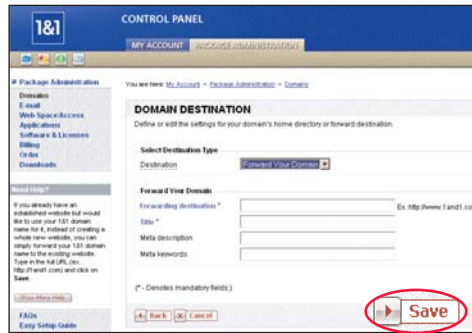 1&1
CONTROL PANEL
MY ACCOUNT PACKAGE ADMINISTRATION
Package Administration
Domains
E-mail
Web Space/Access
Applications
Software & Licenses
Billing
Order
Downloads
Need Help?
If you already have an
established website but would
like to use your 1&1 domain
name for it, instead of creating a
whole new website, you can
simply forward your 1&1 domain
name to the existing website.
Type in the full URL (ex.
http://1and1.com) and click on
Save.
Show More Help...
FAQs
Easy Setup Guide
You are here: My Account > Package Administration > Domains
DOMAIN DESTINATION
Define or edit the settings for your domain's home directory or forward destination.
Select Destination Type
Destination Forward Your Domain
Forward Your Domain
Forwarding destination * Ex. http://www.1and1.co
Title *
Meta description
Meta keywords
(* - Denotes mandatory fields.)
Back Cancel Save